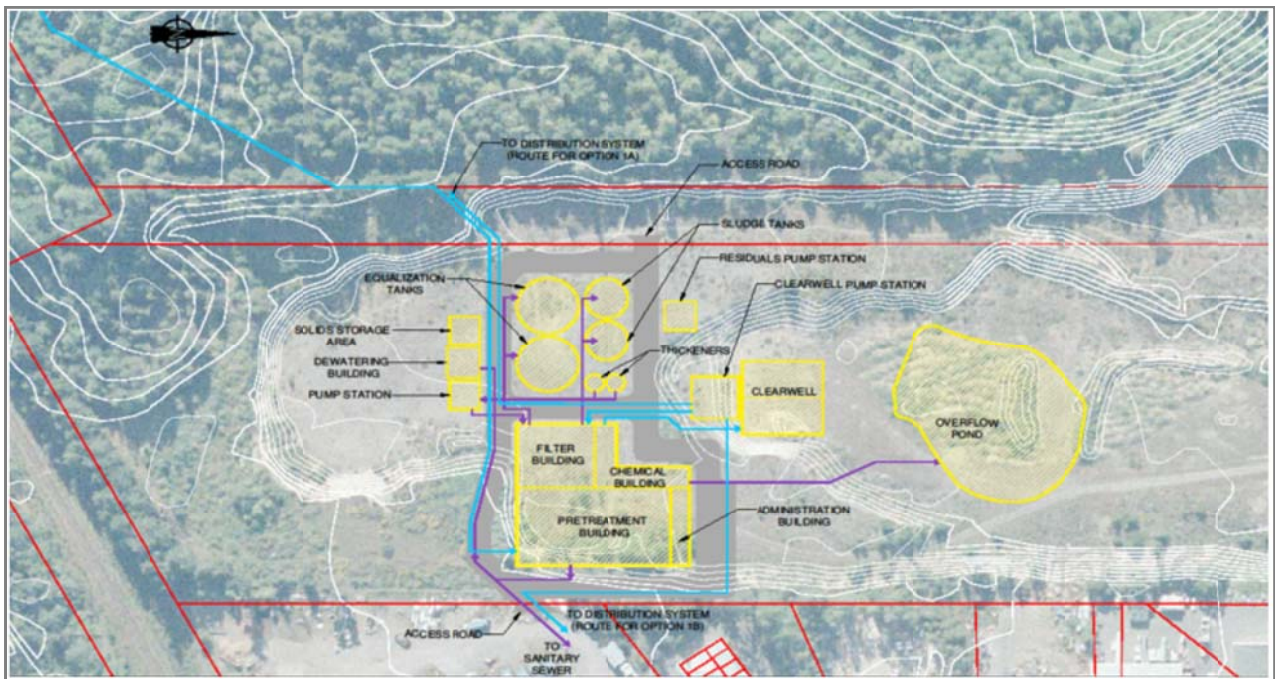 TO DISTRIBUTION SYSTEM
(ROUTE FOR OPTION 1A)
ACCESS ROAD
SLUDGE TANKS
RESIDUALS PUMP STATION
EQUALIZATION
TANKS
CLEARWELL PUMP STATION
SOLIDS STORAGE
AREA
THICKENERS
DEWATERING
BUILDING
PUMP STATION
CLEARWELL
OVERFLOW
POND
FILTER
BUILDING
CHEMICAL
BUILDING
PRETREATMENT
BUILDING
ADMINISTRATION
BUILDING
TO DISTRIBUTION SYSTEM
(ROUTE FOR OPTION 1B)
ACCESS ROAD
TO
SANITARY
SEWER